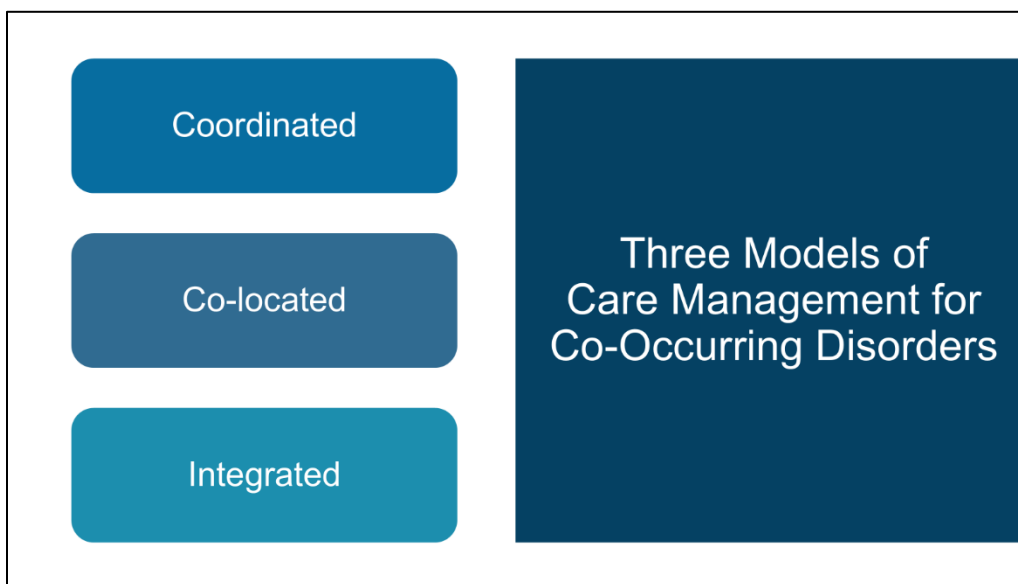 Coordinated
Co-located
Integrated
Three Models of
Care Management for
Co-Occurring Disorders